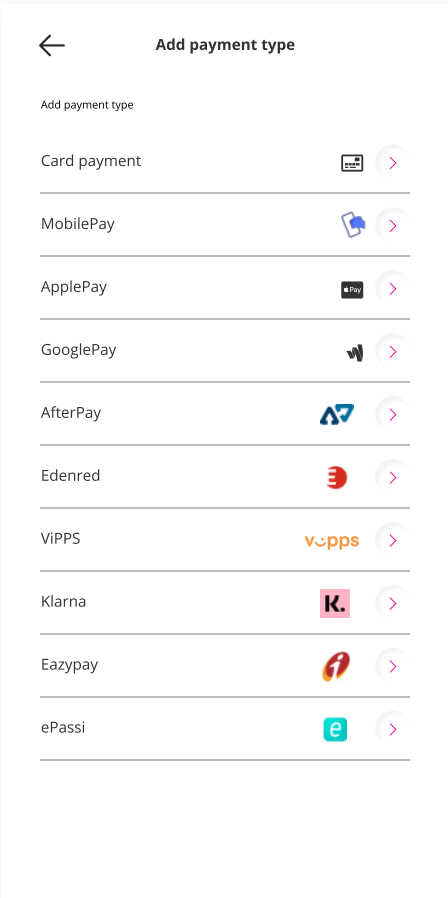 Add payment type
Add payment type
Card payment
MobilePay
ApplePay
Pay
GooglePay
AfterPay
Edenred
ViPPS
vipps
Klarna
K.
Eazypay
i
ePassi
e